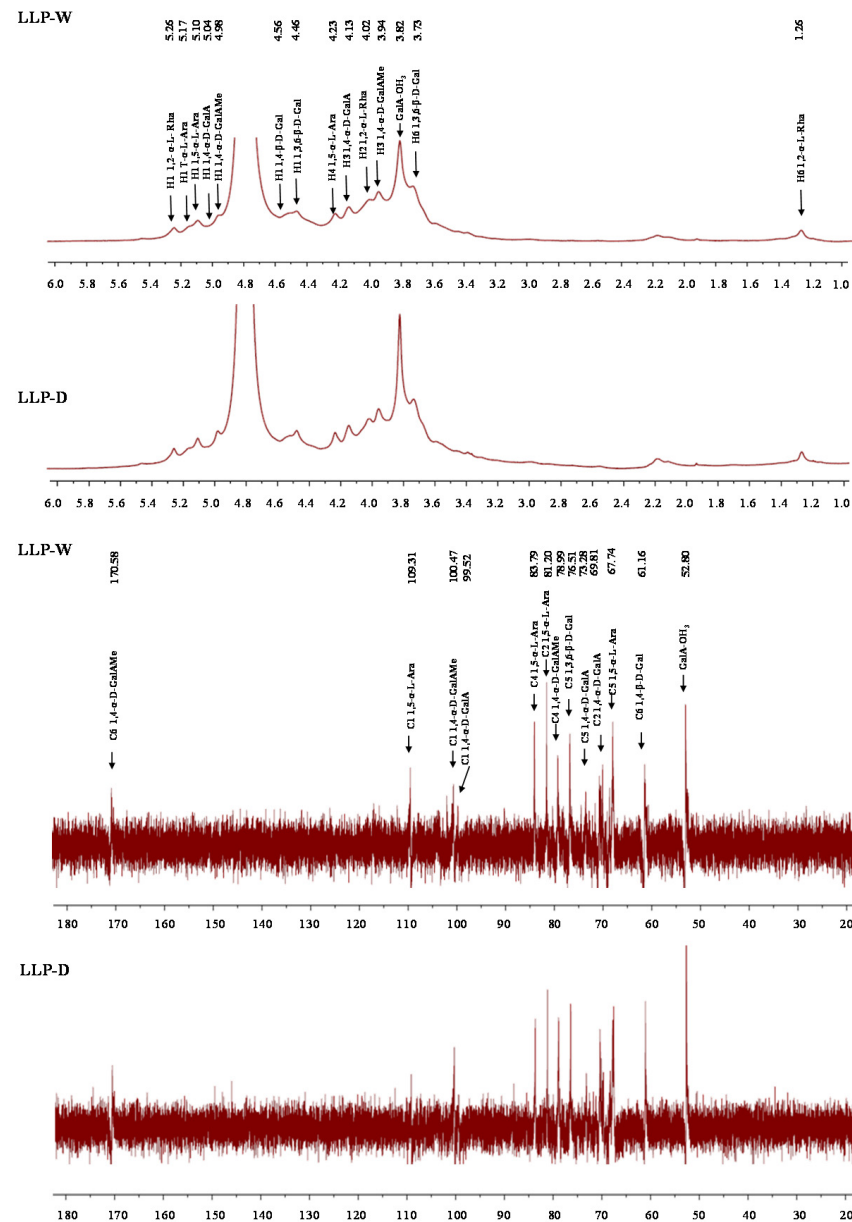 LLP-W
5.26 5.17 5.10 5.04 4.98 4.56 4.46 4.23 4.13 4.02 3.94 3.82 3.73 1.26
H1 1,2-α-L- Rha
H1 T-α-L-Ara
H1 1,5-α-L-Ara
H1 1,4-α-D-GalA
H1 1,4-α-D-GalAMe
H1 1,4-β-D-Gal
H1 1,3,6-β-D-Gal
H4 1,5-α-L-Ara
H3 1,4-α-D-GalA
H2 1,2-α-L-Rha
H3 1,4-α-D-GalAMe
GalA-OH₃
H6 1,3,6-β-D-Gal
H6 1,2-α-L-Rha
6.0 5.8 5.6 5.4 5.2 5.0 4.8 4.6 4.4 4.2 4.0 3.8 3.6 3.4 3.2 3.0 2.8 2.6 2.4 2.2 2.0 1.8 1.6 1.4 1.2 1.0
LLP-D
6.0 5.8 5.6 5.4 5.2 5.0 4.8 4.6 4.4 4.2 4.0 3.8 3.6 3.4 3.2 3.0 2.8 2.6 2.4 2.2 2.0 1.8 1.6 1.4 1.2 1.0
LLP-W
170.58 109.31 100.47 99.52 83.79 81.20 78.99 76.51 73.28 69.81 67.74 61.16 52.80
C6 1,4-α-D-GalAMe
C1 1,5-α-L-Ara
C1 1,4-α-D-GalAMe
C1 1,4-α-D-GalA
C4 1,5-α-L-Ara
C2 1,5-α-L-Ara
C4 1,4-α-D-GalAMe
C5 1,3,6-β-D-Gal
C5 1,4-α-D-GalA
C2 1,4-α-D-GalA
C5 1,5-α-L-Ara
C6 1,4-β-D-Gal
GalA-OH₃
180 170 160 150 140 130 120 110 100 90 80 70 60 50 40 30 20
LLP-D
180 170 160 150 140 130 120 110 100 90 80 70 60 50 40 30 20